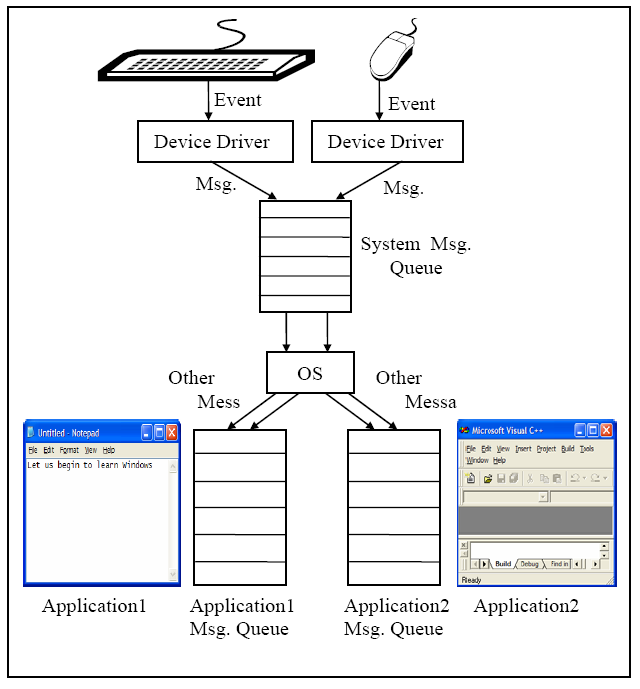 Event
Event
Device Driver
Device Driver
Msg.
Msg.
System Msg.
Queue
OS
Other
Mess
Other
Messa
Untitled - Notepad
File Edit Format View Help
Let us begin to learn Windows
Microsoft Visual C++
File Edit View Insert Project Build Tools
Window Help
Build Debug Find in
Ready
Application1
Application1
Msg. Queue
Application2
Msg. Queue
Application2